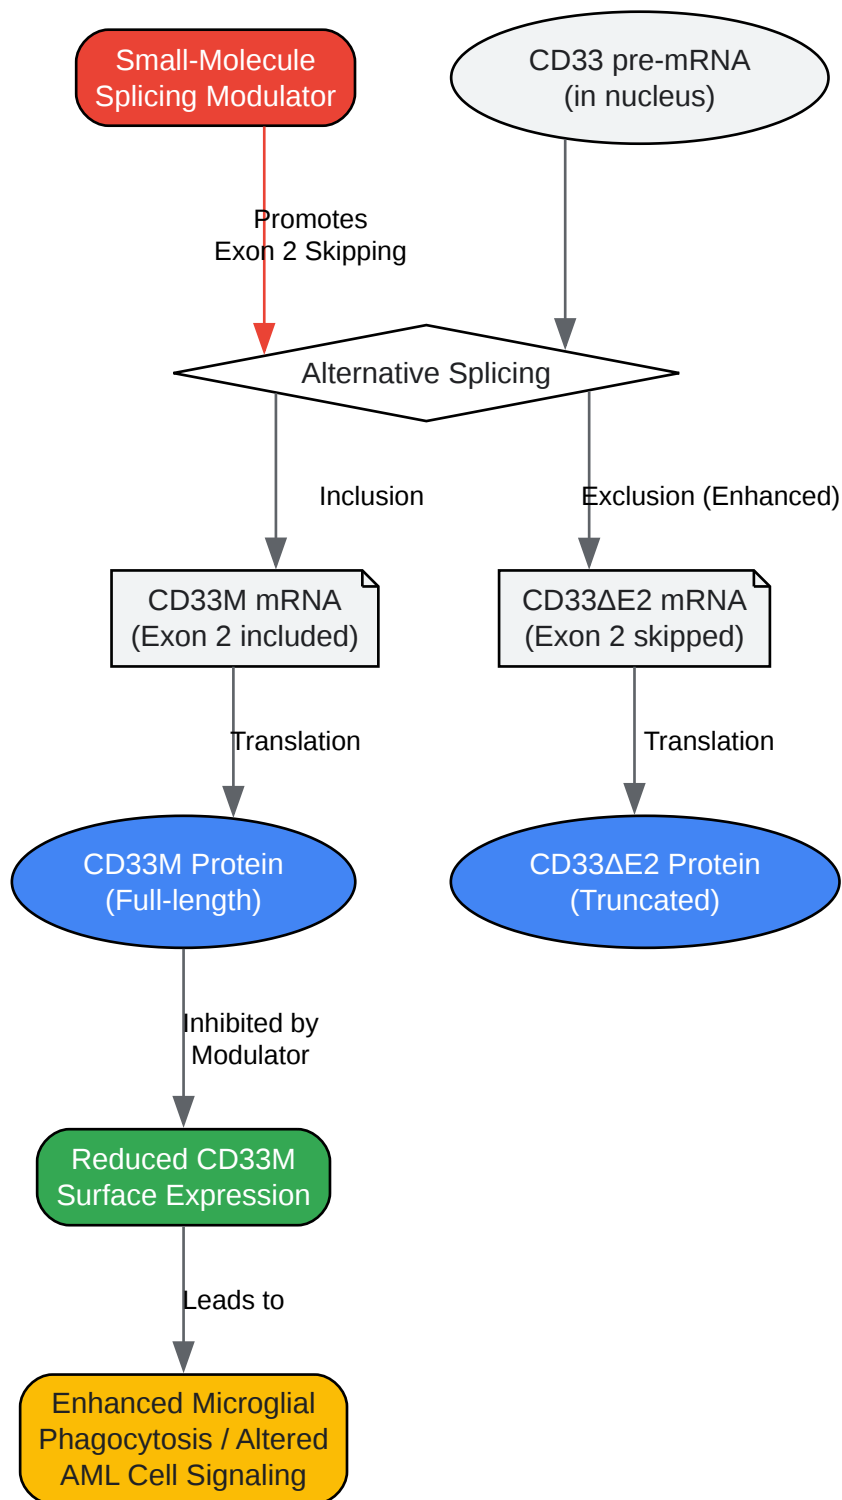 Small-Molecule
Splicing Modulator
CD33 pre-mRNA
(in nucleus)
Promotes
Exon 2 Skipping
Alternative Splicing
Inclusion
Exclusion (Enhanced)
CD33M mRNA
(Exon 2 included)
CD33ΔE2 mRNA
(Exon 2 skipped)
Translation
Translation
CD33M Protein
(Full-length)
CD33ΔE2 Protein
(Truncated)
Inhibited by
Modulator
Reduced CD33M
Surface Expression
Leads to
Enhanced Microglial
Phagocytosis / Altered
AML Cell Signaling